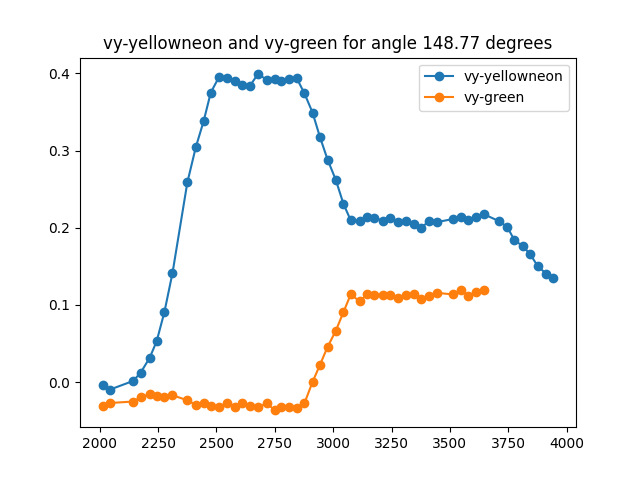 vy-yellowneon and vy-green for angle 148.77 degrees
vy-yellowneon
vy-green
0.4
0.3
0.2
0.1
0.0
2000 2250 2500 2750 3000 3250 3500 3750 4000